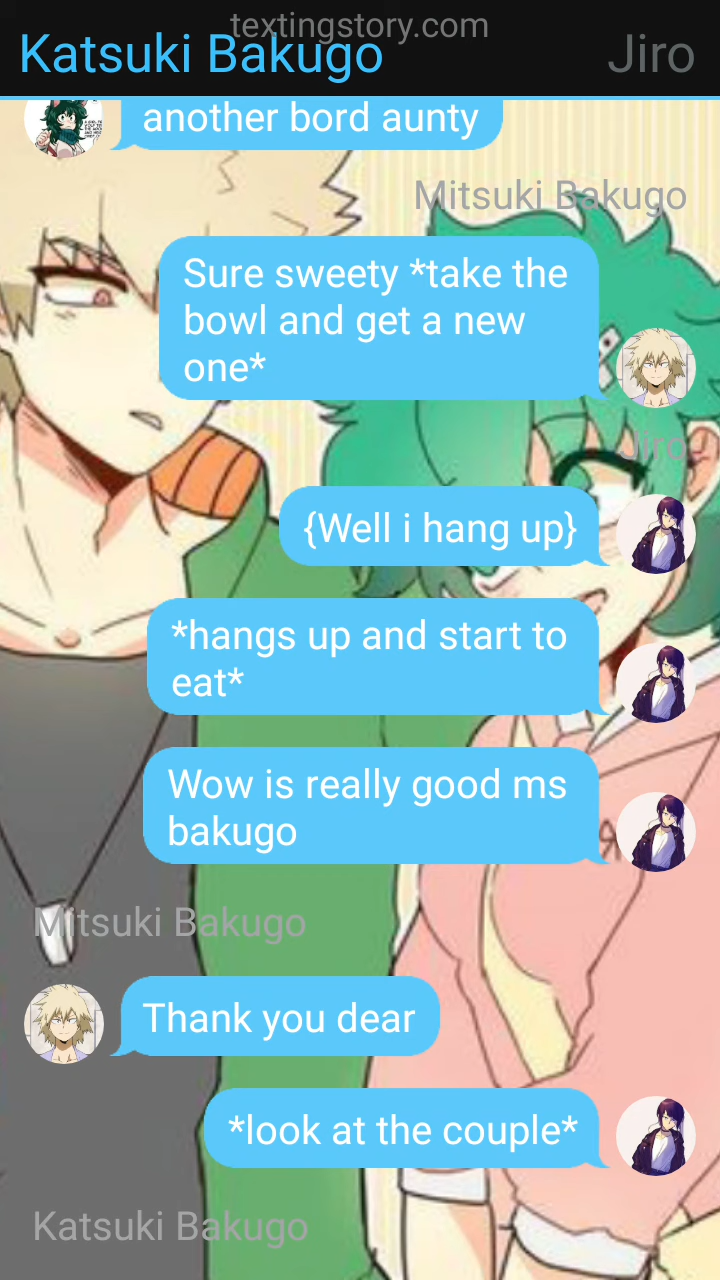 textingstory.com
Katsuki Bakugo
Jiro
another bord aunty
Mitsuki Bakugo
Sure sweety *take the
bowl and get a new
one*
Jiro
{Well i hang up}
*hangs up and start to
eat*
Wow is really good ms
bakugo
Mitsuki Bakugo
Thank you dear
*look at the couple*
Katsuki Bakugo